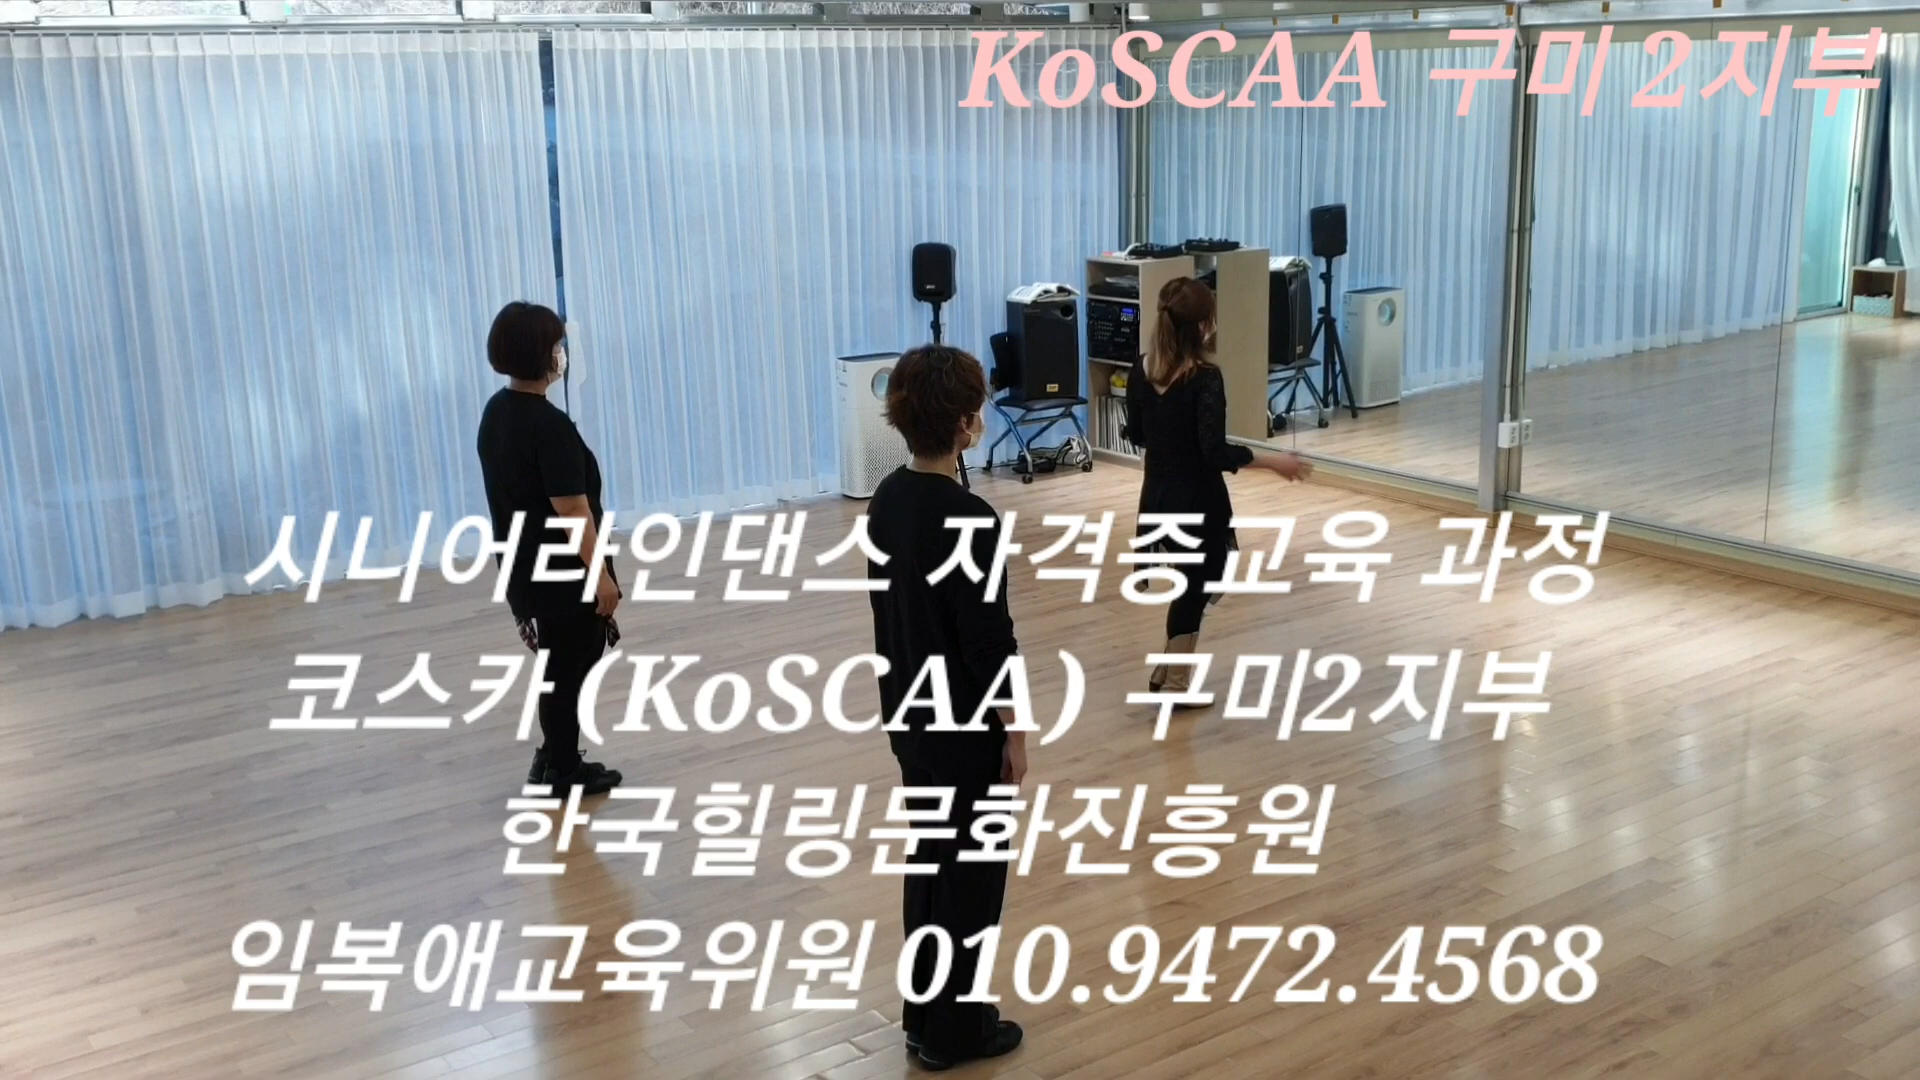 KoSCAA 구미 2지부
시니어라인댄스 자격증교육 과정
코스카 (KoSCAA) 구미2지부
한국힐링문화진흥원
임복애교육위원 010.9472.4568